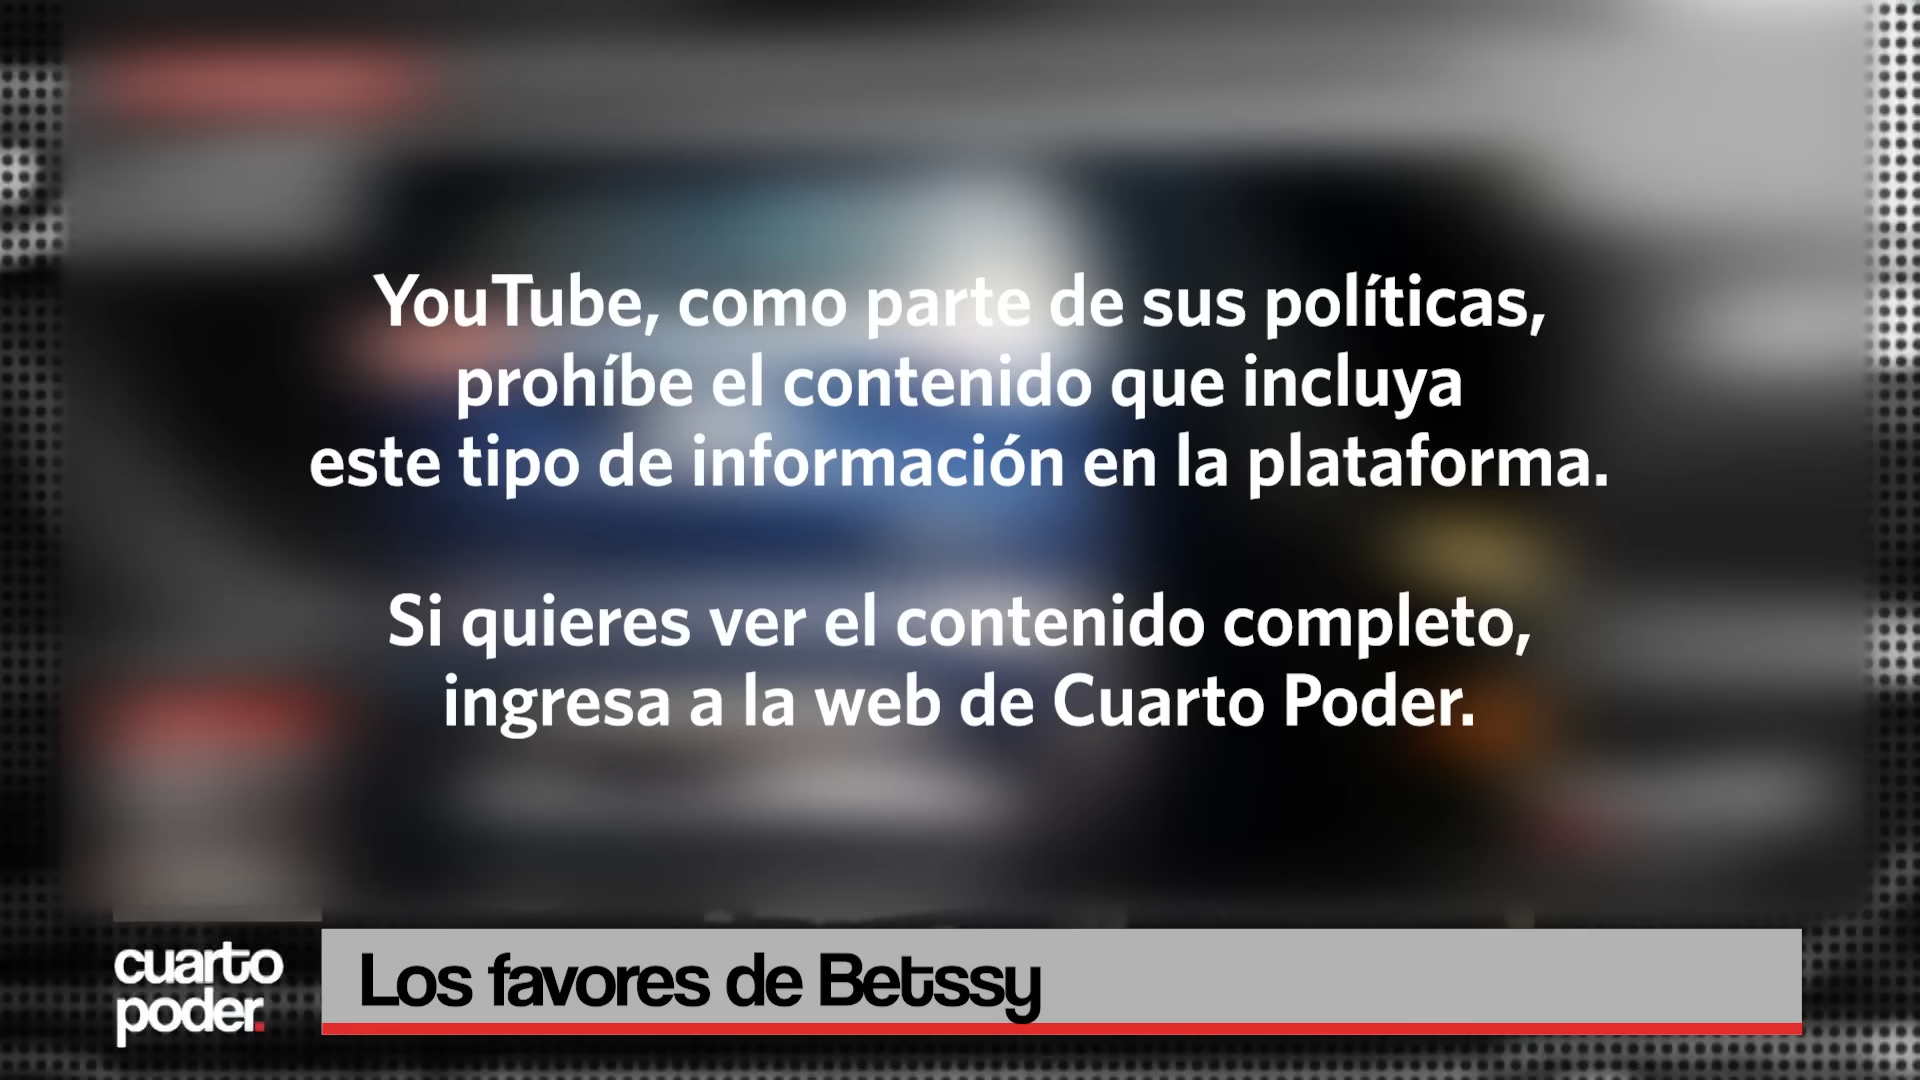 YouTube, como parte de sus políticas,
prohíbe el contenido que incluya
este tipo de información en la plataforma.
Si quieres ver el contenido completo,
ingresa a la web de Cuarto Poder.
cuarto
poder.
Los favores de Betssy